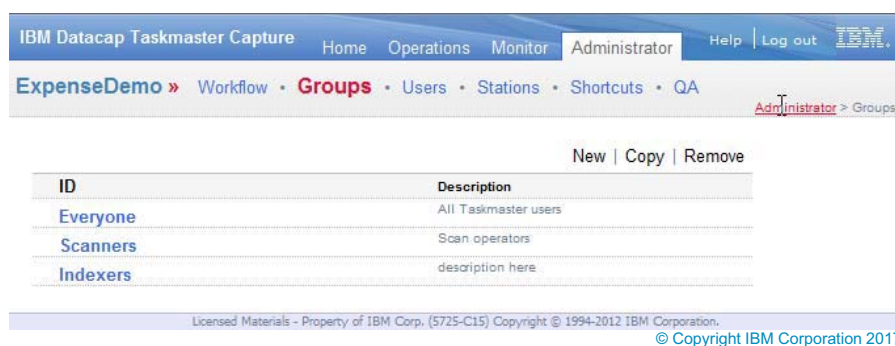 IBM Datacap Taskmaster Capture Home Operations Monitor Administrator Help | Log out IBM.
ExpenseDemo » Workflow • Groups • Users • Stations • Shortcuts • QA
Administrator > Groups
New | Copy | Remove
ID Description
Everyone All Taskmaster users
Scanners Scan operators
Indexers description here
Licensed Materials - Property of IBM Corp. (5725-C15) Copyright © 1994-2012 IBM Corporation.
© Copyright IBM Corporation 201